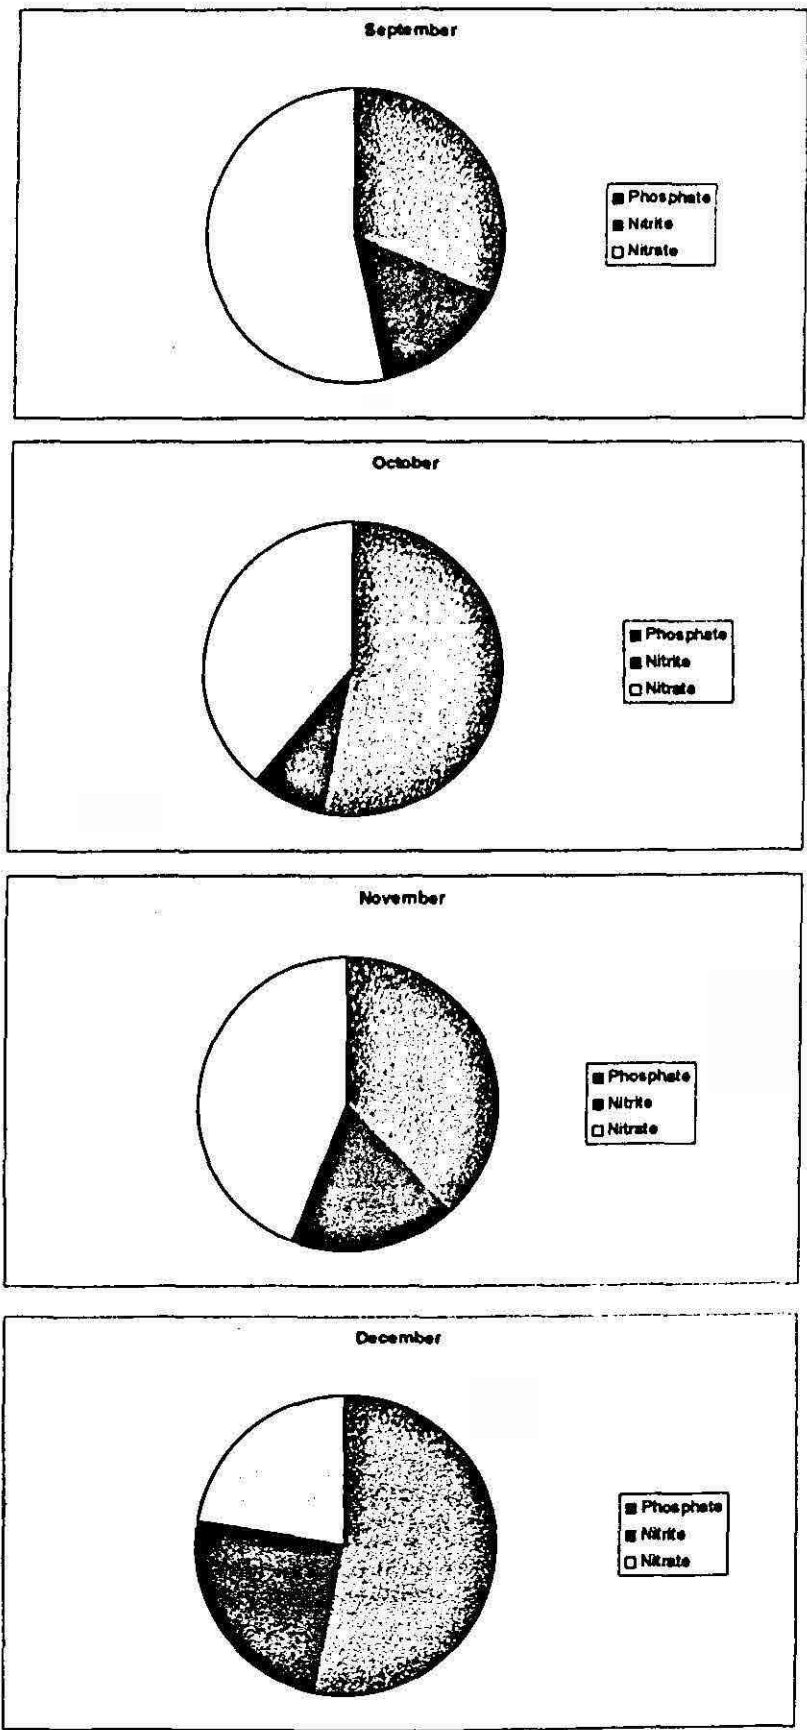 September
Phosphate
Nitrite
Nitrate
October
Phosphate
Nitrite
Nitrate
November
Phosphate
Nitrite
Nitrate
December
Phosphate
Nitrite
Nitrate